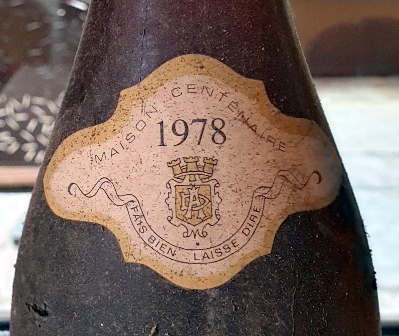 MAISON CENTENAIRE
1978
FAIS BIEN LAISSE DIRE